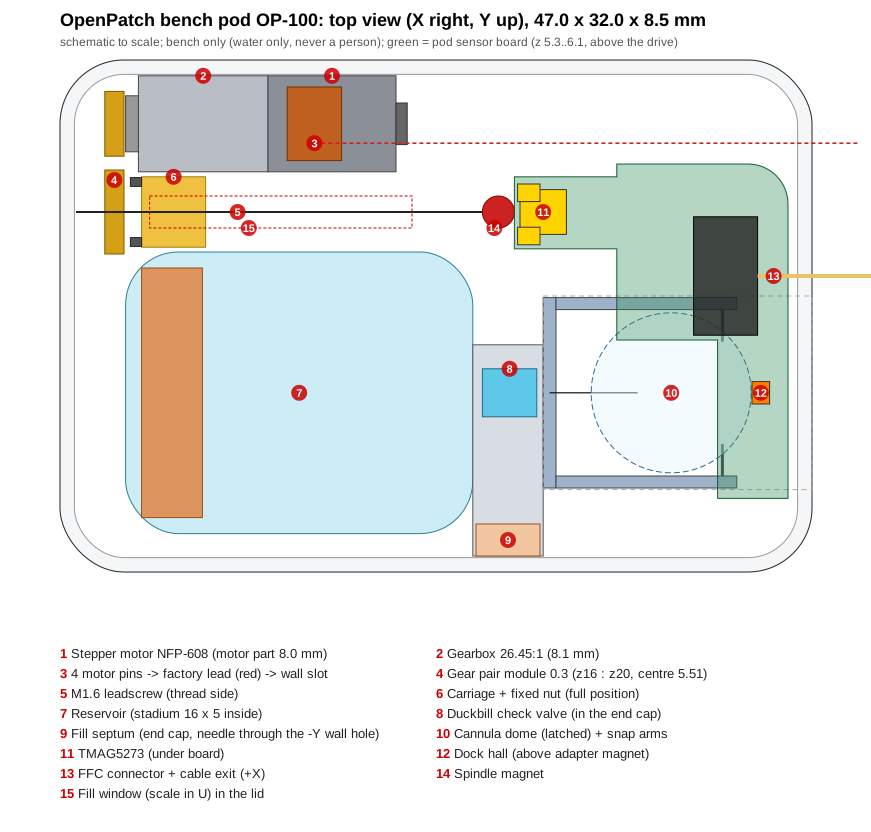 OpenPatch bench pod OP-100: top view (X right, Y up), 47.0 x 32.0 x 8.5 mm
schematic to scale; bench only (water only, never a person); green = pod sensor board (z 5.3..6.1, above the drive)
2
1
3
4
6
5
11
15
14
13
8
7
10
12
9
1 Stepper motor NFP-608 (motor part 8.0 mm)
2 Gearbox 26.45:1 (8.1 mm)
3 4 motor pins -> factory lead (red) -> wall slot
4 Gear pair module 0.3 (z16 : z20, centre 5.51)
5 M1.6 leadscrew (thread side)
6 Carriage + fixed nut (full position)
7 Reservoir (stadium 16 x 5 inside)
8 Duckbill check valve (in the end cap)
9 Fill septum (end cap, needle through the -Y wall hole)
10 Cannula dome (latched) + snap arms
11 TMAG5273 (under board)
12 Dock hall (above adapter magnet)
13 FFC connector + cable exit (+X)
14 Spindle magnet
15 Fill window (scale in U) in the lid